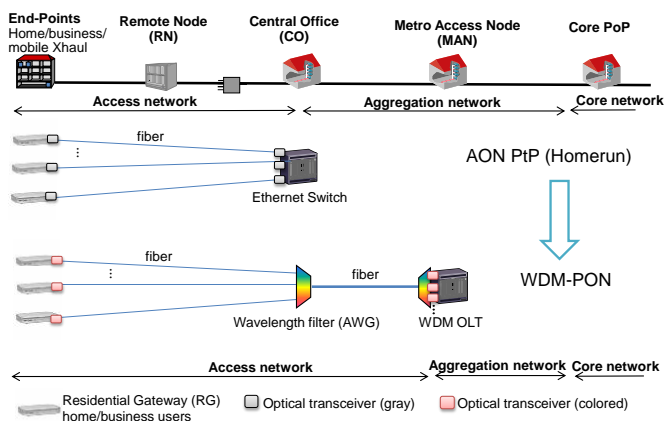 End-Points
Home/business/
mobile Xhaul
Remote Node
(RN)
Central Office
(CO)
Metro Access Node
(MAN)
Core PoP
Access network
Aggregation network
Core network
fiber
Ethernet Switch
AON PtP (Homerun)
fiber
fiber
WDM-PON
Wavelength filter (AWG)
WDM OLT
Access network
Aggregation network
Core network
Residential Gateway (RG)
home/business users
Optical transceiver (gray)
Optical transceiver (colored)